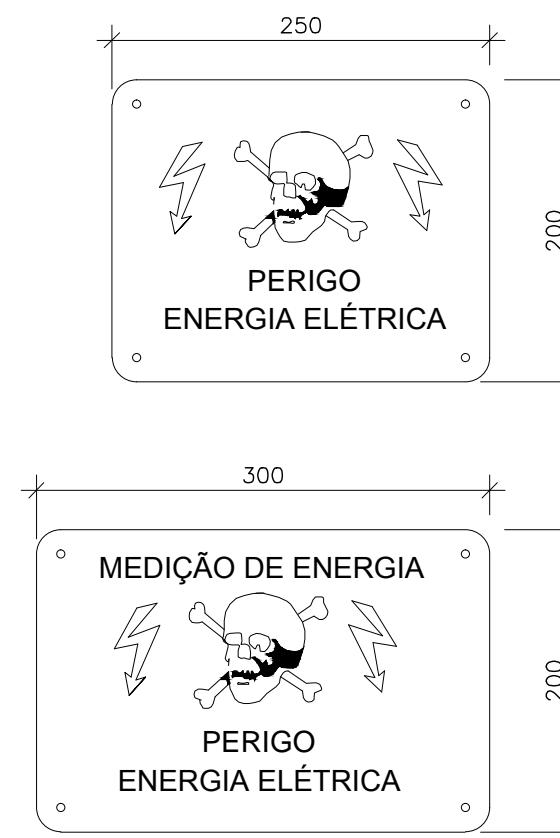 250
200
PERIGO
ENERGIA ELÉTRICA
300
200
MEDIÇÃO DE ENERGIA
PERIGO
ENERGIA ELÉTRICA